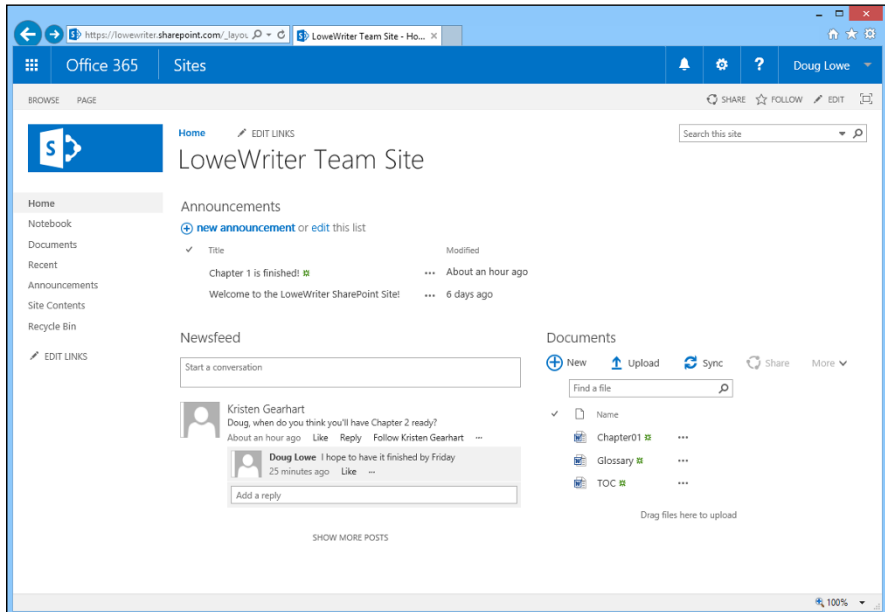 https://lowewriter.sharepoint.com/_layou
LoweWriter Team Site - Ho...
Office 365 Sites ? Doug Lowe
BROWSE PAGE SHARE FOLLOW EDIT
S
Home EDIT LINKS Search this site
LoweWriter Team Site
Home
Notebook
Documents
Recent
Announcements
Site Contents
Recycle Bin
EDIT LINKS
Announcements
new announcement or edit this list
Title Modified
Chapter 1 is finished! ... About an hour ago
Welcome to the LoweWriter SharePoint Site! ... 6 days ago
Newsfeed
Start a conversation
Kristen Gearhart
Doug, when do you think you'll have Chapter 2 ready?
About an hour ago Like Reply Follow Kristen Gearhart ...
Doug Lowe I hope to have it finished by Friday
25 minutes ago Like ...
Add a reply
SHOW MORE POSTS
Documents
New Upload Sync Share More
Find a file
Name
Chapter01 ...
Glossary ...
TOC ...
Drag files here to upload
100%